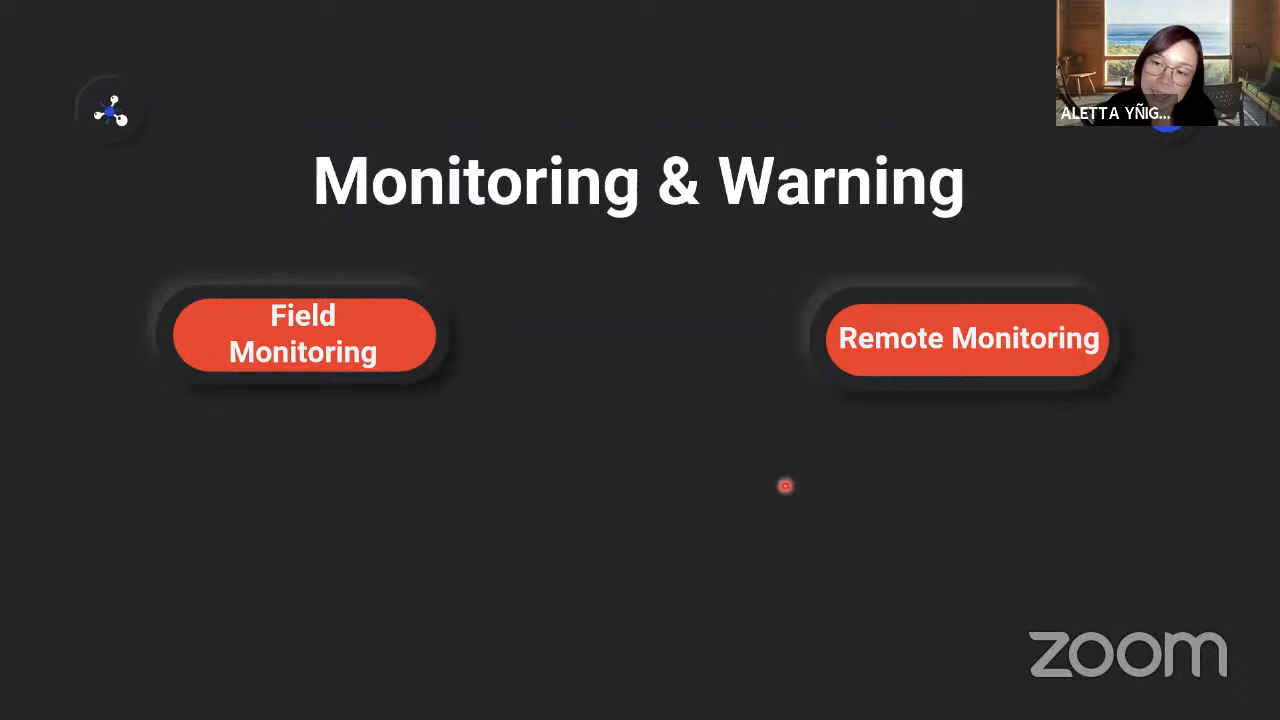 ALETTA YÑIG...
Monitoring & Warning
Field
Monitoring
Remote Monitoring
zoom